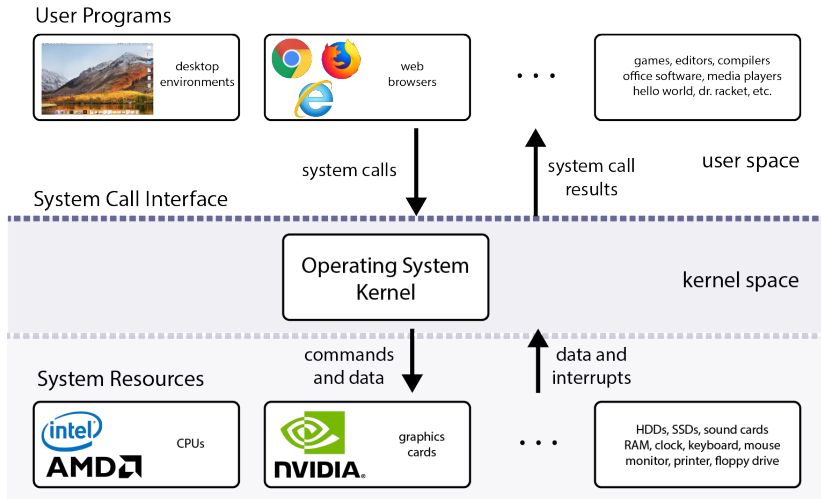 User Programs
desktop
environments
web
browsers
...
games, editors, compilers
office software, media players
hello world, dr. racket, etc.
system calls
system call
results
user space
System Call Interface
Operating System
Kernel
kernel space
commands
and data
data and
interrupts
System Resources
intel
AMD
CPUs
NVIDIA.
graphics
cards
...
HDDs, SSDs, sound cards
RAM, clock, keyboard, mouse
monitor, printer, floppy drive